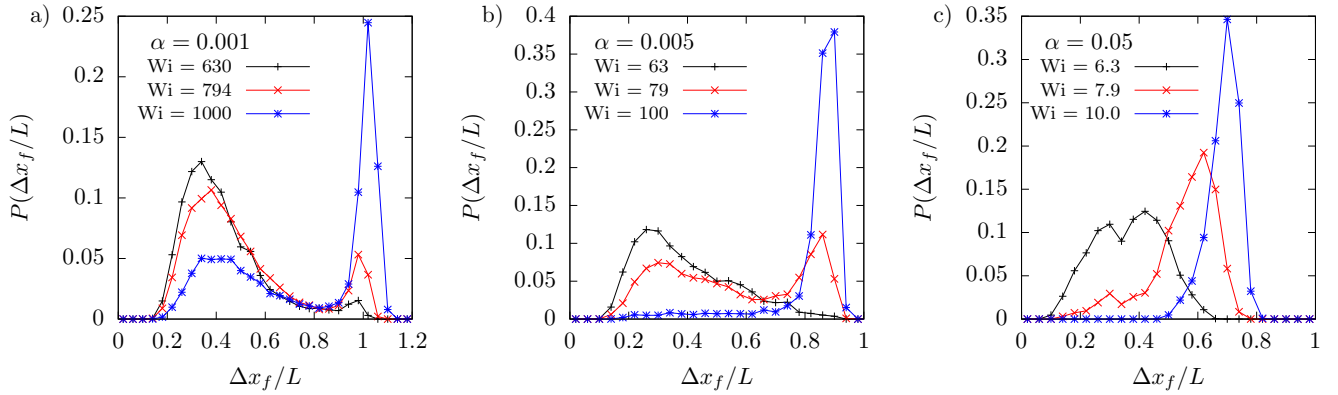 a)
α = 0.001
Wi = 630
Wi = 794
Wi = 1000
P(Δx_f/L)
0.25
0.2
0.15
0.1
0.05
0
0 0.2 0.4 0.6 0.8 1 1.2
Δx_f/L
b)
α = 0.005
Wi = 63
Wi = 79
Wi = 100
P(Δx_f/L)
0.4
0.35
0.3
0.25
0.2
0.15
0.1
0.05
0
0 0.2 0.4 0.6 0.8 1
Δx_f/L
c)
α = 0.05
Wi = 6.3
Wi = 7.9
Wi = 10.0
P(Δx_f/L)
0.35
0.3
0.25
0.2
0.15
0.1
0.05
0
0 0.2 0.4 0.6 0.8 1
Δx_f/L